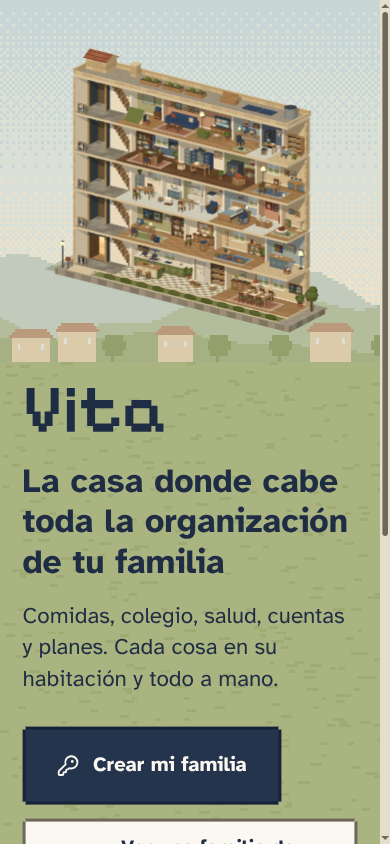 Vita
La casa donde cabe
toda la organización
de tu familia
Comidas, colegio, salud, cuentas
y planes. Cada cosa en su
habitación y todo a mano.
Crear mi familia